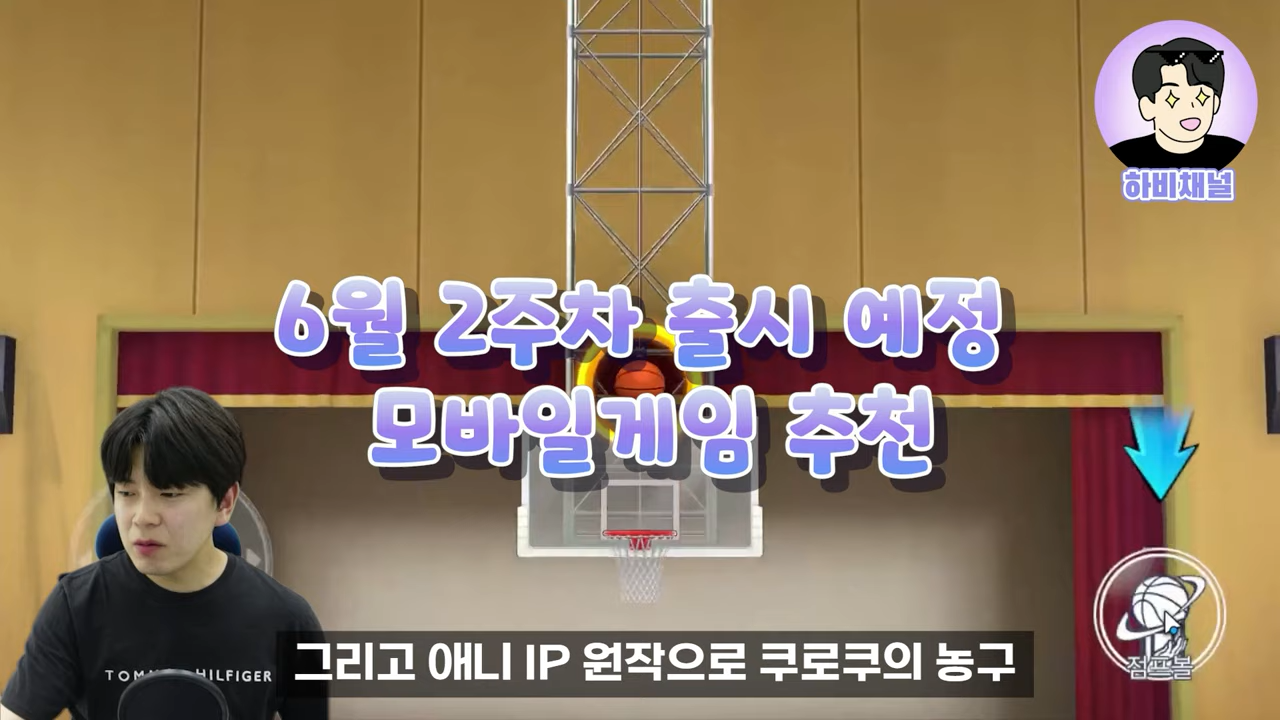 하비채널
6월 2주차 출시 예정
모바일게임 추천
점프볼
HILFIGER
그리고 애니 IP 원작으로 쿠로쿠의 농구